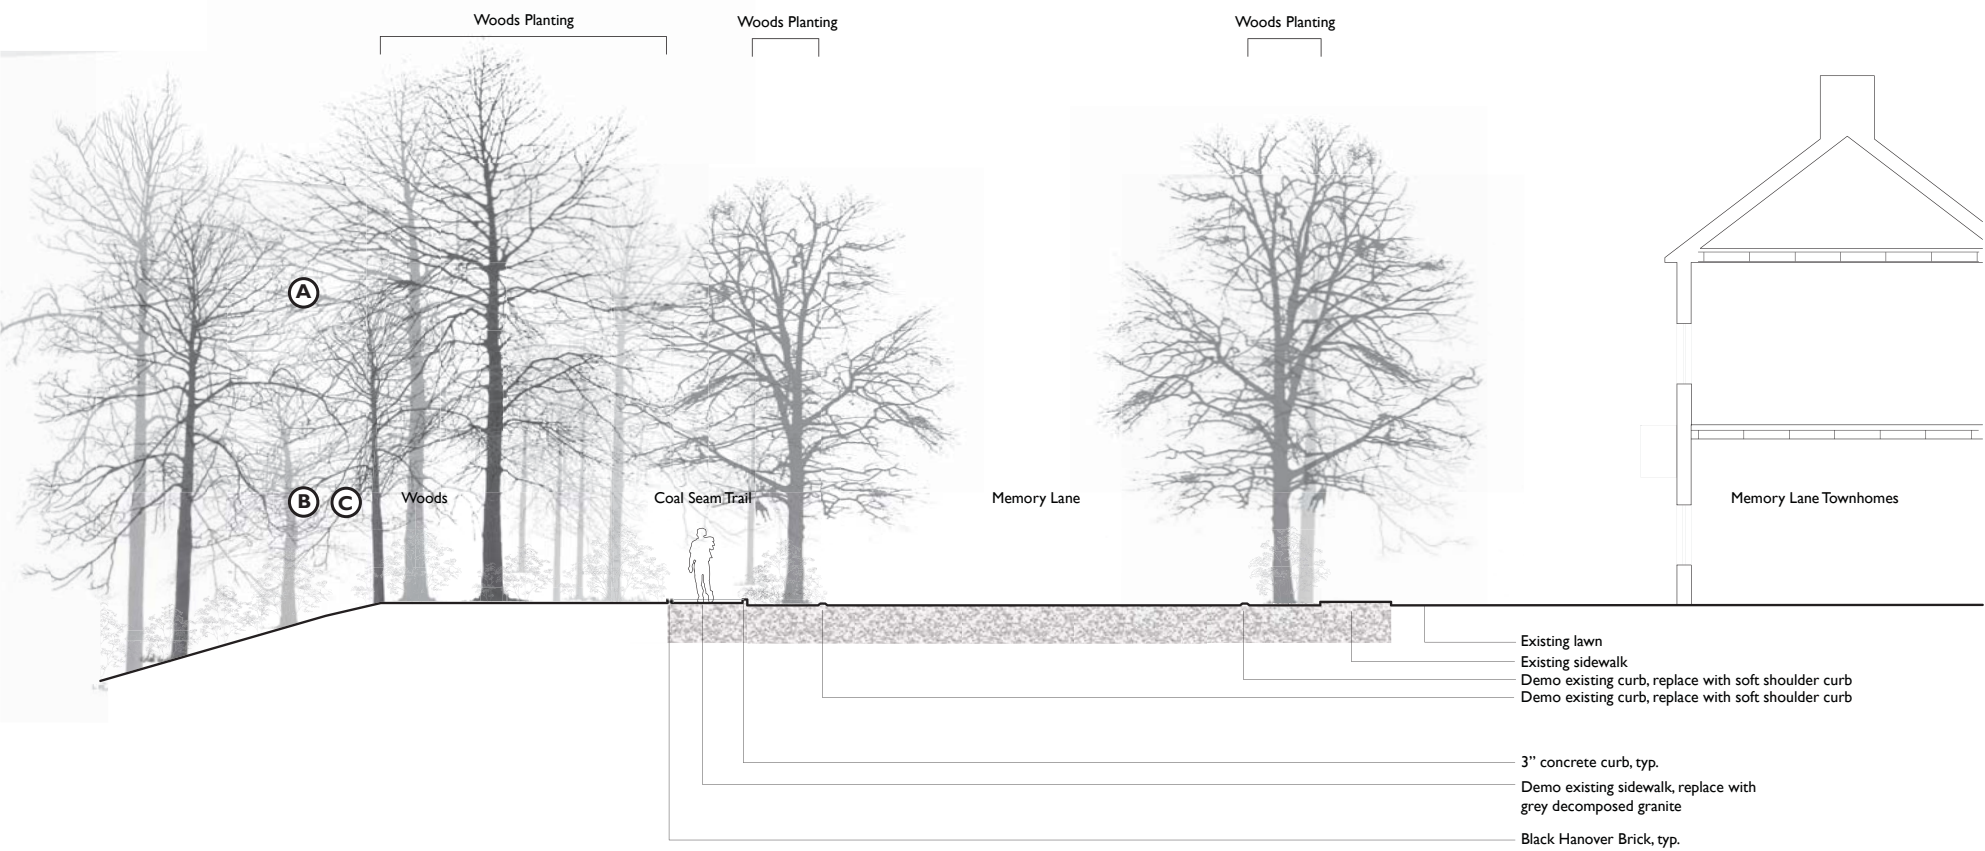 Woods Planting
Woods Planting
Woods Planting
A
B
C
Woods
Coal Seam Trail
Memory Lane
Memory Lane Townhomes
Existing lawn
Existing sidewalk
Demo existing curb, replace with soft shoulder curb
Demo existing curb, replace with soft shoulder curb
3” concrete curb, typ.
Demo existing sidewalk, replace with
grey decomposed granite
Black Hanover Brick, typ.